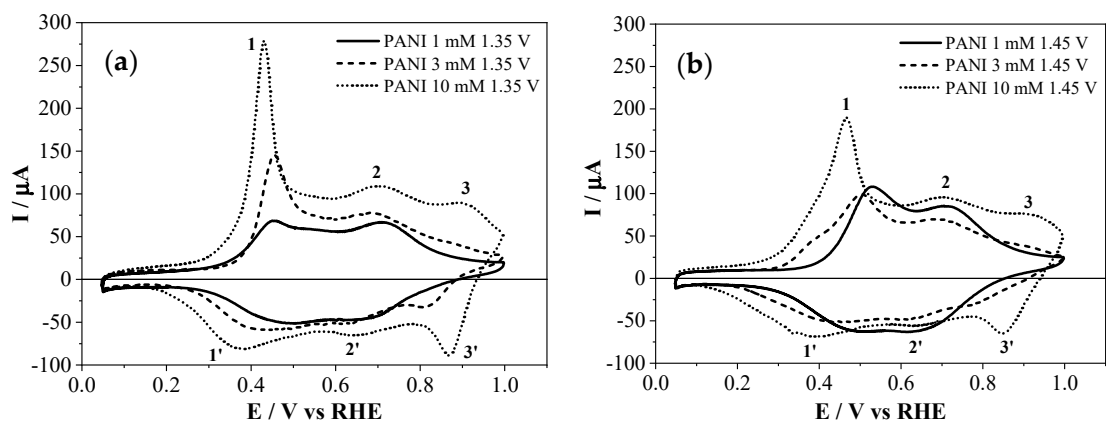 (a)
PANI 1 mM 1.35 V
PANI 3 mM 1.35 V
PANI 10 mM 1.35 V
1
2
3
1'
2'
3'
300
250
200
150
100
50
0
-50
-100
I / µA
0.0 0.2 0.4 0.6 0.8 1.0
E / V vs RHE
(b)
PANI 1 mM 1.45 V
PANI 3 mM 1.45 V
PANI 10 mM 1.45 V
1
2
3
1'
2'
3'
300
250
200
150
100
50
0
-50
-100
I / µA
0.0 0.2 0.4 0.6 0.8 1.0
E / V vs RHE